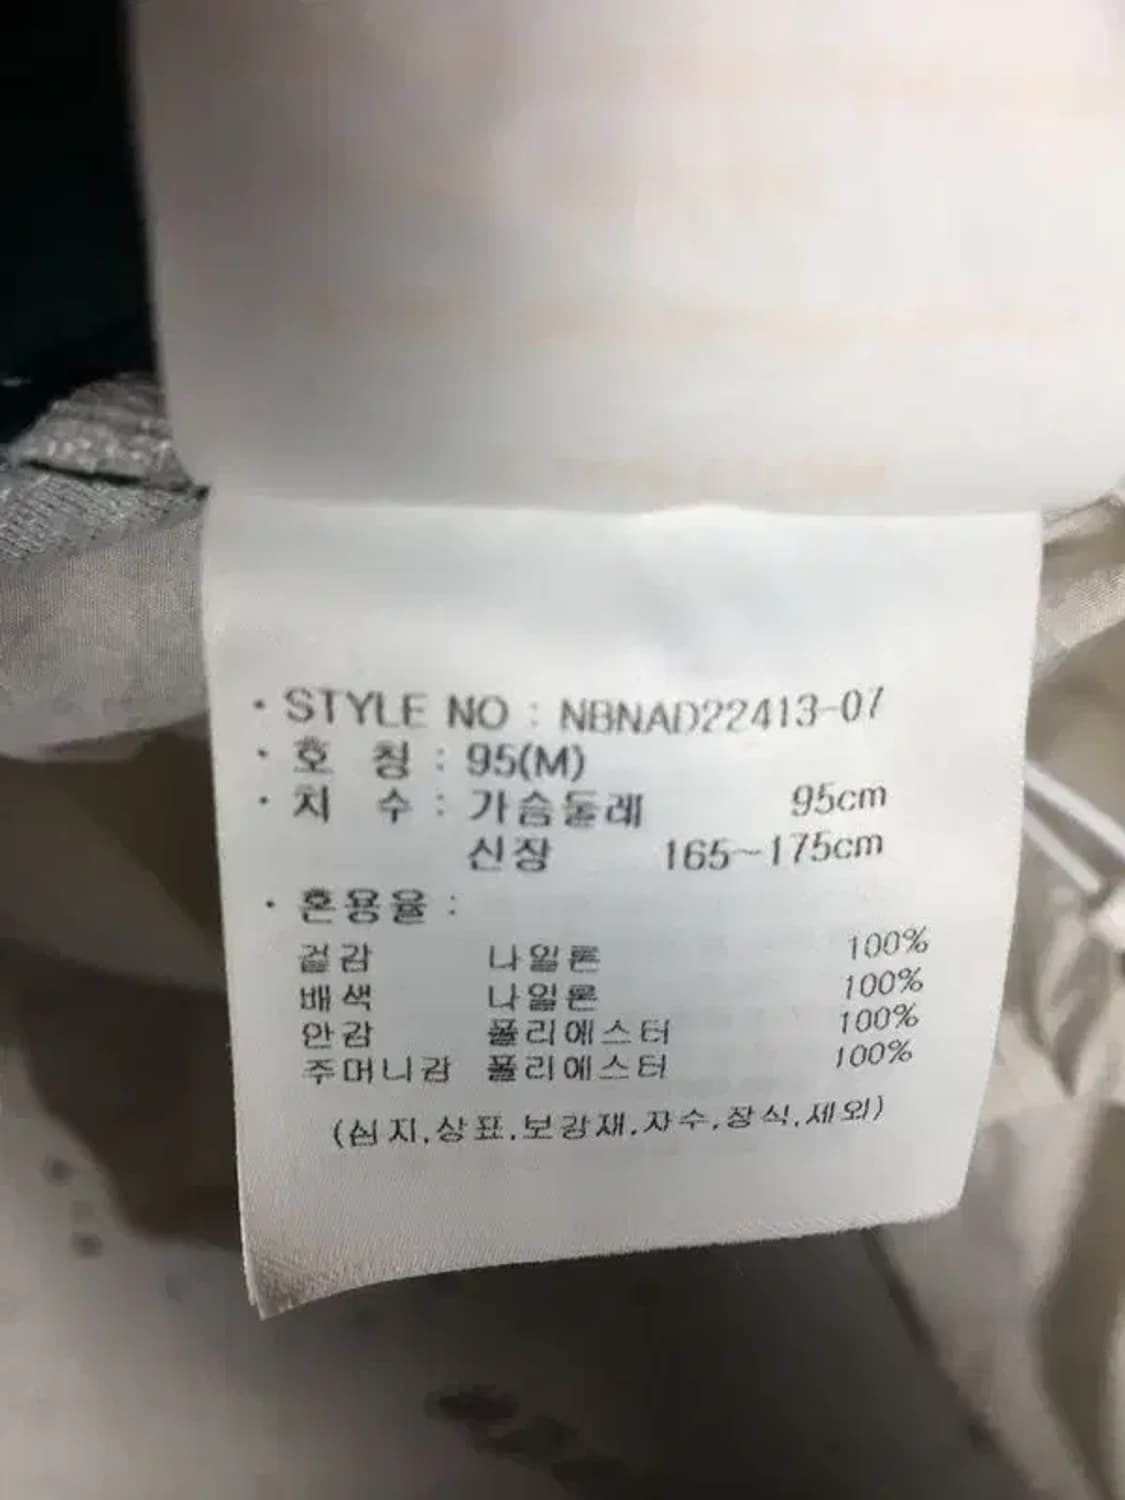 · STYLE NO : NBNAD22413-07
· 호 칭 : 95(M)
· 치 수 : 가슴둘레 95cm
신장 165~175cm
· 혼용율 :
겉감 나일론 100%
배색 나일론 100%
안감 폴리에스터 100%
주머니감 폴리에스터 100%
(심지,상표,보강재,자수,장식,제외)